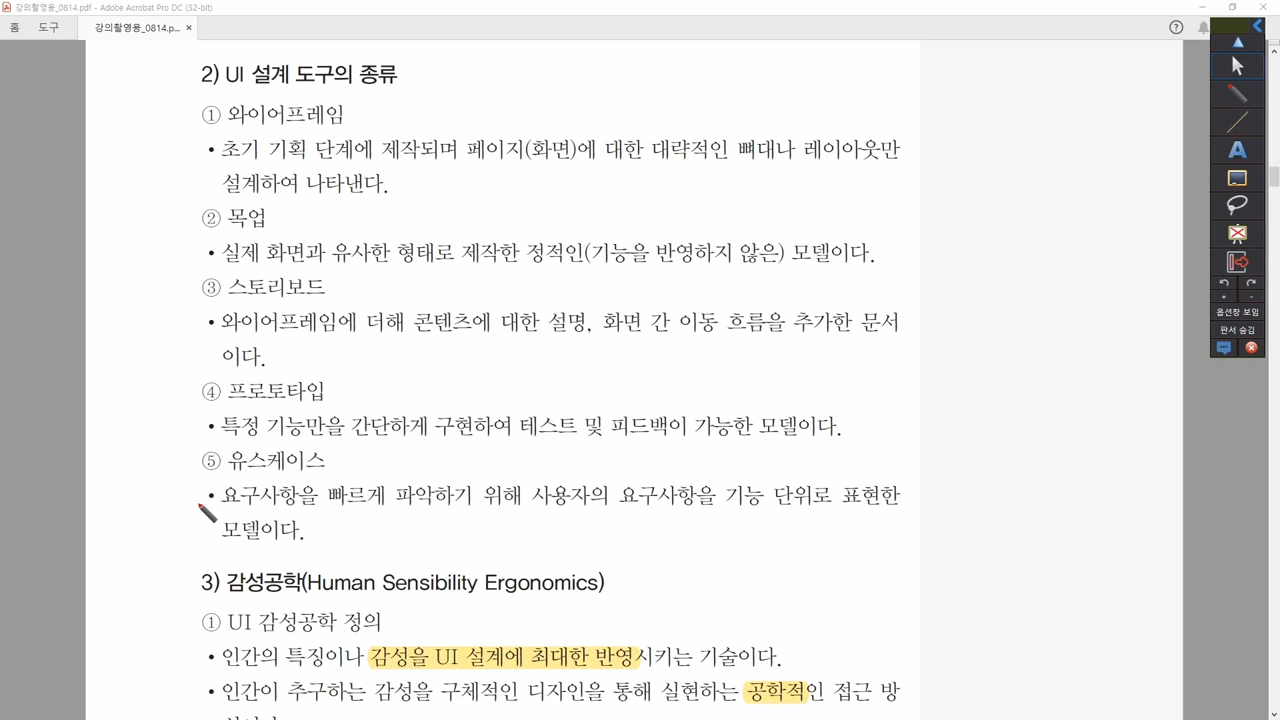 강의촬영용_0814.pdf - Adobe Acrobat Pro DC (32-bit)
홈 도구 강의촬영용_0814.p... ×
2) UI 설계 도구의 종류
① 와이어프레임
• 초기 기획 단계에 제작되며 페이지(화면)에 대한 대략적인 뼈대나 레이아웃만
설계하여 나타낸다.
② 목업
• 실제 화면과 유사한 형태로 제작한 정적인(기능을 반영하지 않은) 모델이다.
③ 스토리보드
• 와이어프레임에 더해 콘텐츠에 대한 설명, 화면 간 이동 흐름을 추가한 문서
이다.
④ 프로토타입
• 특정 기능만을 간단하게 구현하여 테스트 및 피드백이 가능한 모델이다.
⑤ 유스케이스
• 요구사항을 빠르게 파악하기 위해 사용자의 요구사항을 기능 단위로 표현한
모델이다.
3) 감성공학(Human Sensibility Ergonomics)
① UI 감성공학 정의
• 인간의 특징이나 감성을 UI 설계에 최대한 반영시키는 기술이다.
• 인간이 추구하는 감성을 구체적인 디자인을 통해 실현하는 공학적인 접근 방
A
옵션창 보임
판서 숨김